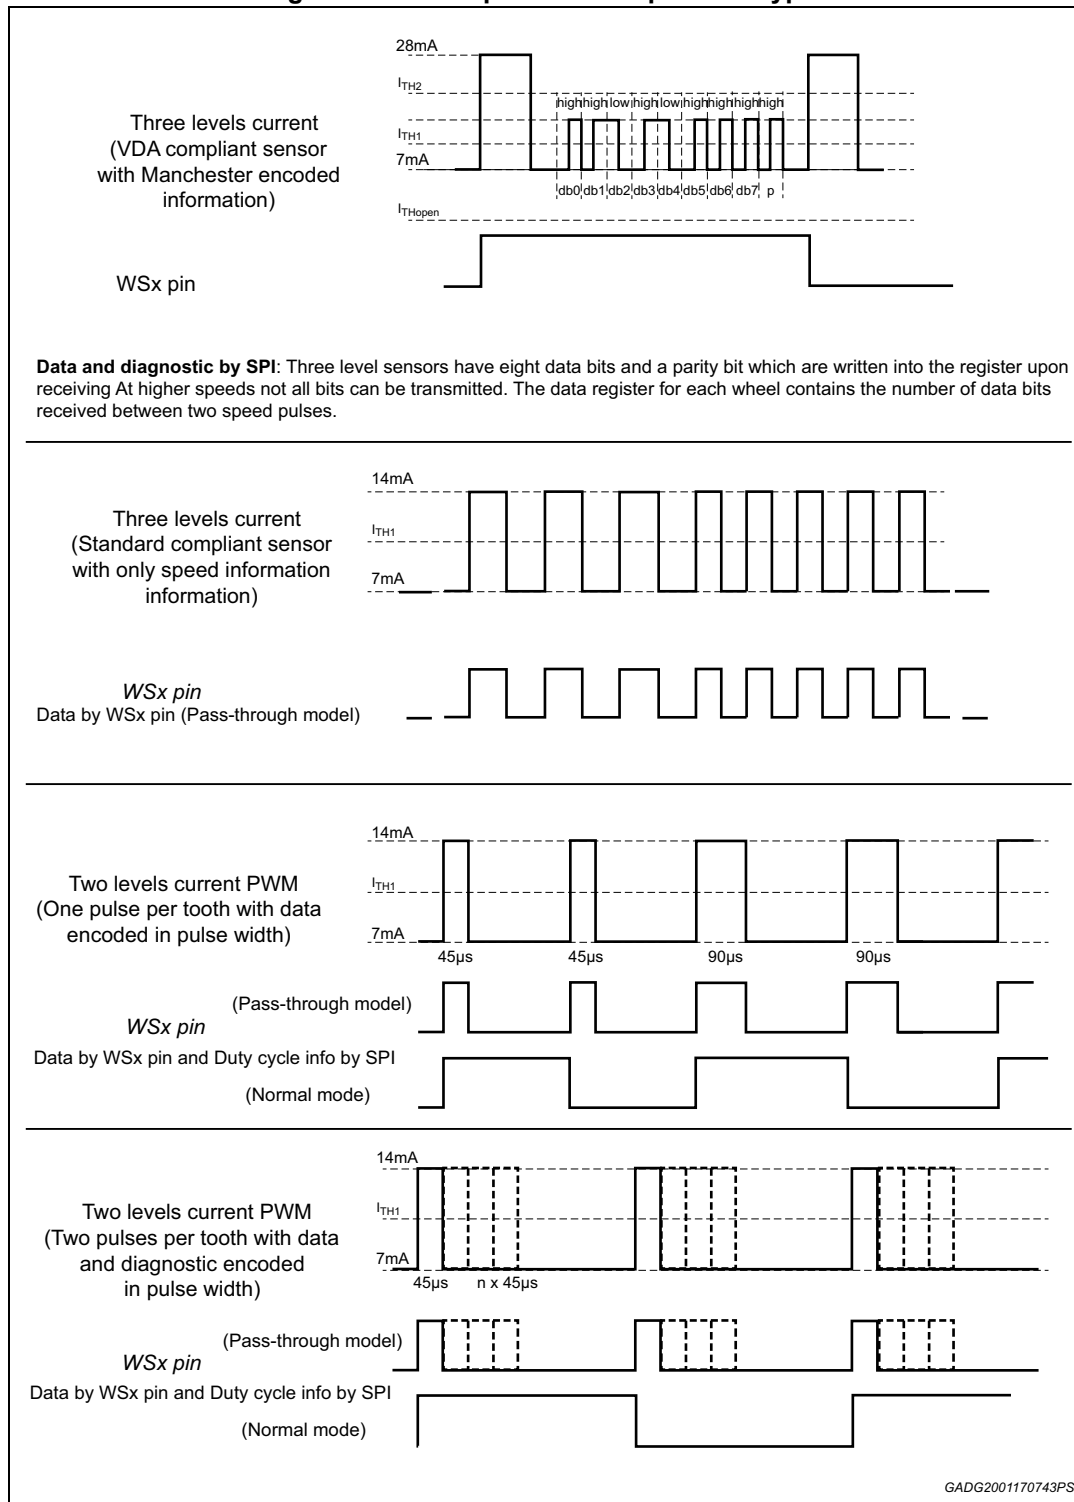 28mA
I_TH2
high high low high low high high high high
I_TH1
7mA
db0 db1 db2 db3 db4 db5 db6 db7 p
I_THopen
Three levels current
(VDA compliant sensor
with Manchester encoded
information)
WSx pin
Data and diagnostic by SPI: Three level sensors have eight data bits and a parity bit which are written into the register upon
receiving At higher speeds not all bits can be transmitted. The data register for each wheel contains the number of data bits
received between two speed pulses.
14mA
I_TH1
7mA
Three levels current
(Standard compliant sensor
with only speed information
information)
WSx pin
Data by WSx pin (Pass-through model)
14mA
I_TH1
7mA
45µs 45µs 90µs 90µs
Two levels current PWM
(One pulse per tooth with data
encoded in pulse width)
(Pass-through model)
WSx pin
Data by WSx pin and Duty cycle info by SPI
(Normal mode)
14mA
I_TH1
7mA
45µs n x 45µs
Two levels current PWM
(Two pulses per tooth with data
and diagnostic encoded
in pulse width)
(Pass-through model)
WSx pin
Data by WSx pin and Duty cycle info by SPI
(Normal mode)
GADG2001170743PS